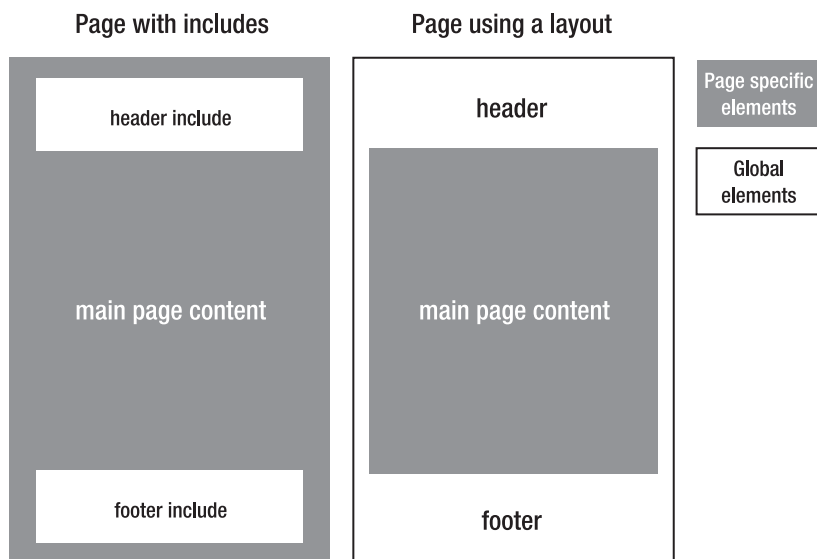 Page with includes
header include
main page content
footer include
Page using a layout
header
main page content
footer
Page specific
elements
Global
elements